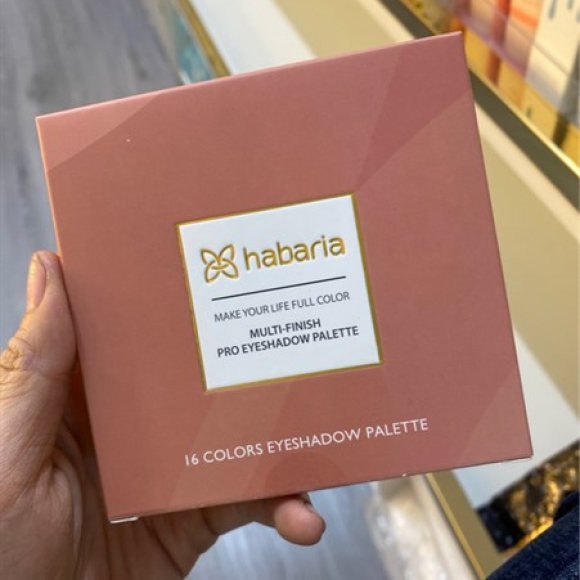 habaria
MAKE YOUR LIFE FULL COLOR
MULTI-FINISH
PRO EYESHADOW PALETTE
16 COLORS EYESHADOW PALETTE